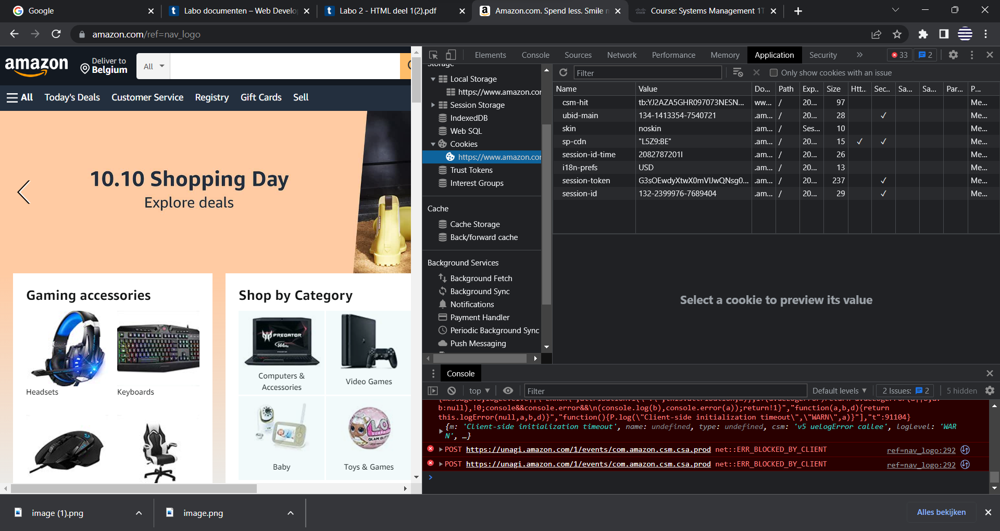 Google
Labo documenten – Web Develo
Labo 2 - HTML deel 1(2).pdf
Amazon.com. Spend less. Smile m
Course: Systems Management 1T
amazon.com/ref=nav_logo
amazon
Deliver to
Belgium
All
All
Today's Deals
Customer Service
Registry
Gift Cards
Sell
10.10 Shopping Day
Explore deals
Gaming accessories
Headsets
Keyboards
Shop by Category
PREDATOR
Computers &
Accessories
Video Games
Baby
Toys & Games
Elements
Console
Sources
Network
Performance
Memory
Application
Security
33
2
Storage
Local Storage
https://www.amazon.con
Session Storage
IndexedDB
Web SQL
Cookies
https://www.amazon.con
Trust Tokens
Interest Groups
Cache
Cache Storage
Back/forward cache
Background Services
Background Fetch
Background Sync
Notifications
Payment Handler
Periodic Background Sync
Push Messaging
Filter
Only show cookies with an issue
Name Value Do... Path Exp.. Size Htt.. Sec.. Sa... Sa... Par... P...
csm-hit tb:YJ2AZA5GHR097073NESN... ww... / 20... 97 Me...
ubid-main 134-1413354-7540721 .am... / 20... 28 ✓ Me...
skin noskin .am... / Ses... 10 Me...
sp-cdn "L5Z9:BE" .am... / 20... 15 ✓ ✓ Me...
session-id-time 2082787201l .am... / 20... 26 Me...
i18n-prefs USD .am... / 20... 13 Me...
session-token G3sOEwdyXtwX0mVlJwQNsg0... .am... / 20... 237 ✓ Me...
session-id 132-2399976-7689404 .am... / 20... 29 ✓ Me...
Select a cookie to preview its value
Console
top
Filter
Default levels
2 Issues: 2
5 hidden
b:null),!0;console&&console.error&&\n(console.log(b),console.error(a));return!1}","function(a,b,d){return
this.logError(null,a,b,d)}","function(){P.log(\"Client-side initialization timeout\",\"WARN\",a)}"],"t":91104}
{m: 'Client-side initialization timeout', name: undefined, type: undefined, csm: 'v5 ueLogError callee', logLevel: 'WAR
N', …}
POST https://unagi.amazon.com/1/events/com.amazon.csm.csa.prod net::ERR_BLOCKED_BY_CLIENT ref=nav_logo:292
POST https://unagi.amazon.com/1/events/com.amazon.csm.csa.prod net::ERR_BLOCKED_BY_CLIENT ref=nav_logo:292
image (1).png
image.png
Alles bekijken